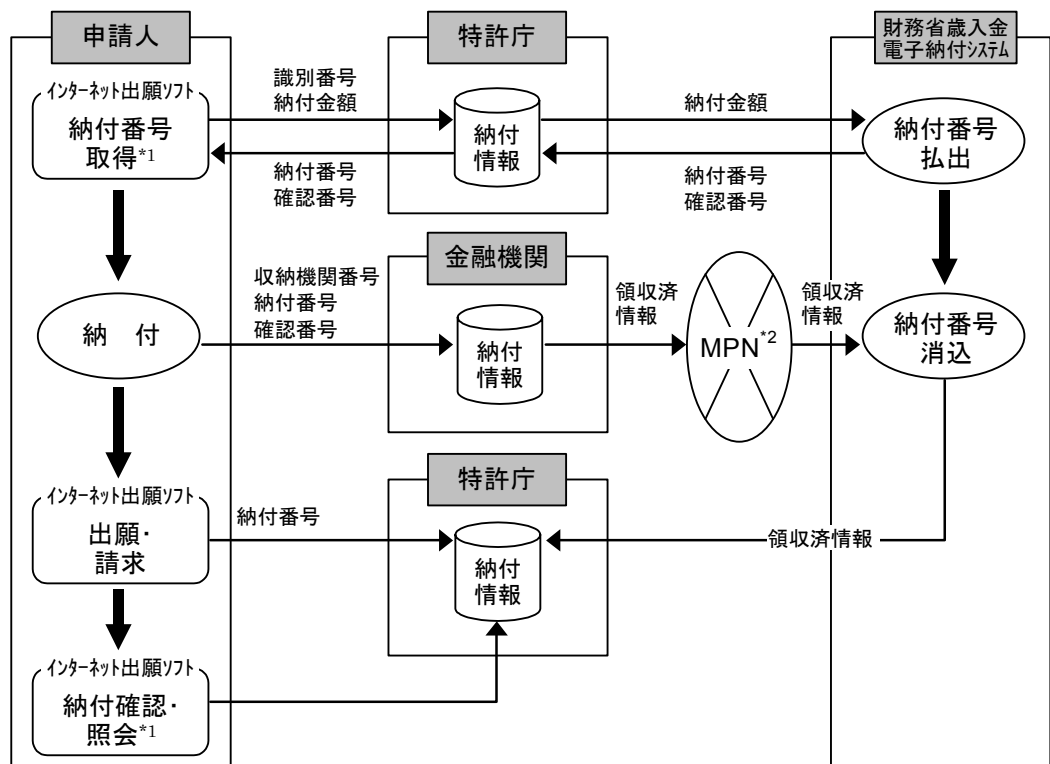 申請人
特許庁
財務省歳入金
電子納付システム
インターネット出願ソフト
納付番号
取得*1
識別番号
納付金額
納付番号
確認番号
納付
情報
納付金額
納付番号
確認番号
納付番号
払出
金融機関
納 付
収納機関番号
納付番号
確認番号
納付
情報
領収済
情報
MPN*2
領収済
情報
納付番号
消込
特許庁
インターネット出願ソフト
出願・
請求
納付番号
納付
情報
領収済情報
インターネット出願ソフト
納付確認・
照会*1